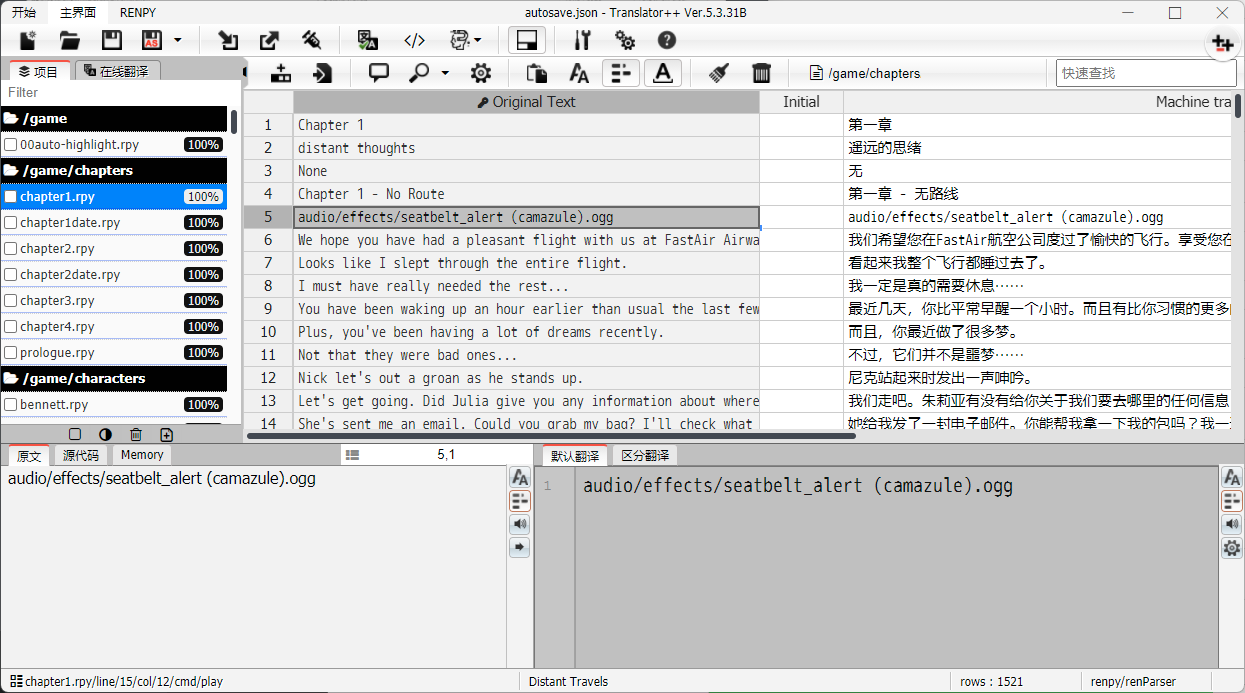 开始 主界面 RENPY
autosave.json - Translator++ Ver.5.3.31B
项目 在线翻译
/game/chapters
快速查找
Filter
Original Text Initial Machine tra
/game
00auto-highlight.rpy 100%
/game/chapters
chapter1.rpy 100%
chapter1date.rpy 100%
chapter2.rpy 100%
chapter2date.rpy 100%
chapter3.rpy 100%
chapter4.rpy 100%
prologue.rpy 100%
/game/characters
bennett.rpy 100%
1 Chapter 1 第一章
2 distant thoughts 遥远的思绪
3 None 无
4 Chapter 1 - No Route 第一章 - 无路线
5 audio/effects/seatbelt_alert (camazule).ogg audio/effects/seatbelt_alert (camazule).ogg
6 We hope you have had a pleasant flight with us at FastAir Airwa 我们希望您在FastAir航空公司度过了愉快的飞行。享受您在
7 Looks like I slept through the entire flight. 看起来我整个飞行都睡过去了。
8 I must have really needed the rest... 我一定是真的需要休息……
9 You have been waking up an hour earlier than usual the last few 最近几天，你比平常早醒一个小时。而且有比你习惯的更多
10 Plus, you've been having a lot of dreams recently. 而且，你最近做了很多梦。
11 Not that they were bad ones... 不过，它们并不是噩梦……
12 Nick let's out a groan as he stands up. 尼克站起来时发出一声呻吟。
13 Let's get going. Did Julia give you any information about where 我们走吧。朱莉亚有没有给你关于我们要去哪里的任何信息
14 She's sent me an email. Could you grab my bag? I'll check what 她给我发了一封电子邮件。你能帮我拿一下我的包吗？我一
原文 源代码 Memory 5,1
audio/effects/seatbelt_alert (camazule).ogg
默认翻译 区分翻译
1 audio/effects/seatbelt_alert (camazule).ogg
chapter1.rpy/line/15/col/12/cmd/play Distant Travels rows : 1521 renpy/renParser